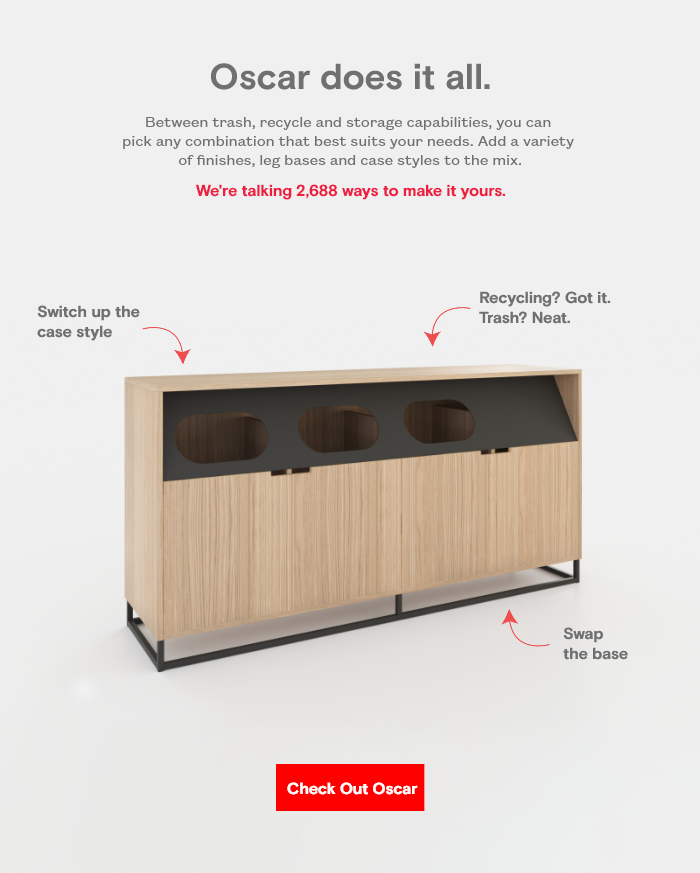 Oscar does it all.
Between trash, recycle and storage capabilities, you can
pick any combination that best suits your needs. Add a variety
of finishes, leg bases and case styles to the mix.
We're talking 2,688 ways to make it yours.
Switch up the
case style
Recycling? Got it.
Trash? Neat.
Swap
the base
Check Out Oscar